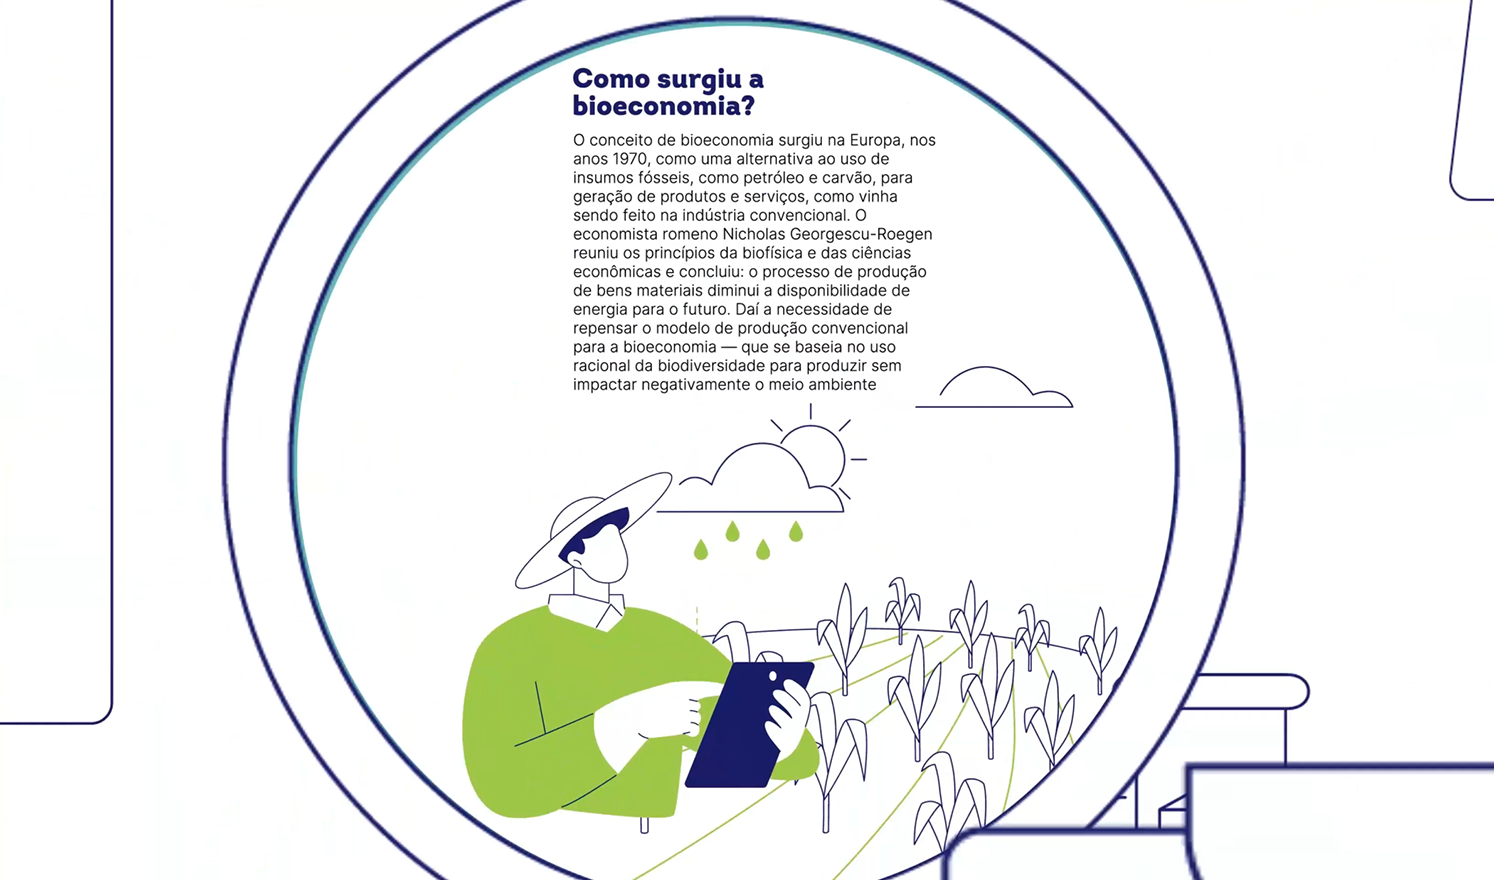 Como surgiu a
bioeconomia?
O conceito de bioeconomia surgiu na Europa, nos
anos 1970, como uma alternativa ao uso de
insumos fósseis, como petróleo e carvão, para
geração de produtos e serviços, como vinha
sendo feito na indústria convencional. O
economista romeno Nicholas Georgescu-Roegen
reuniu os princípios da biofísica e das ciências
econômicas e concluiu: o processo de produção
de bens materiais diminui a disponibilidade de
energia para o futuro. Daí a necessidade de
repensar o modelo de produção convencional
para a bioeconomia — que se baseia no uso
racional da biodiversidade para produzir sem
impactar negativamente o meio ambiente